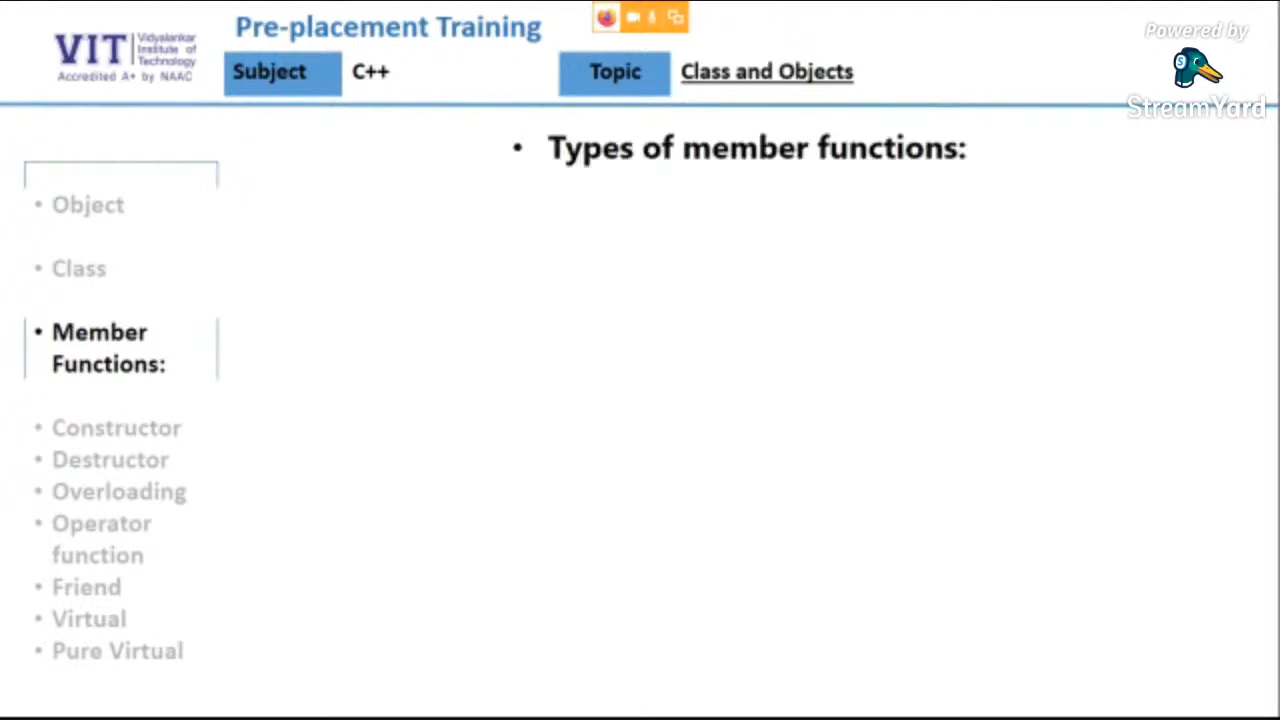 Pre-placement Training
VIT Vidyalankar
Institute of
Technology
Accredited A+ by NAAC
Subject C++ Topic Class and Objects
Powered by
StreamYard
• Types of member functions:
• Object
• Class
• Member
Functions:
• Constructor
• Destructor
• Overloading
• Operator
function
• Friend
• Virtual
• Pure Virtual